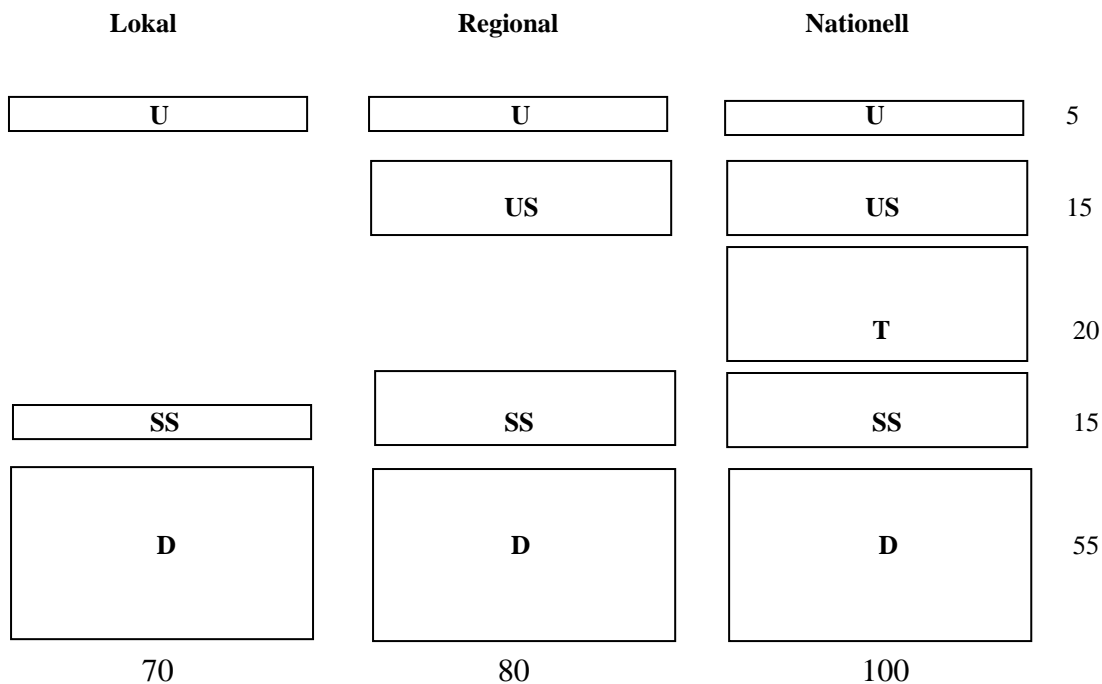 Lokal Regional Nationell
U U U 5
US US 15
T 20
SS SS SS 15
D D D 55
70 80 100